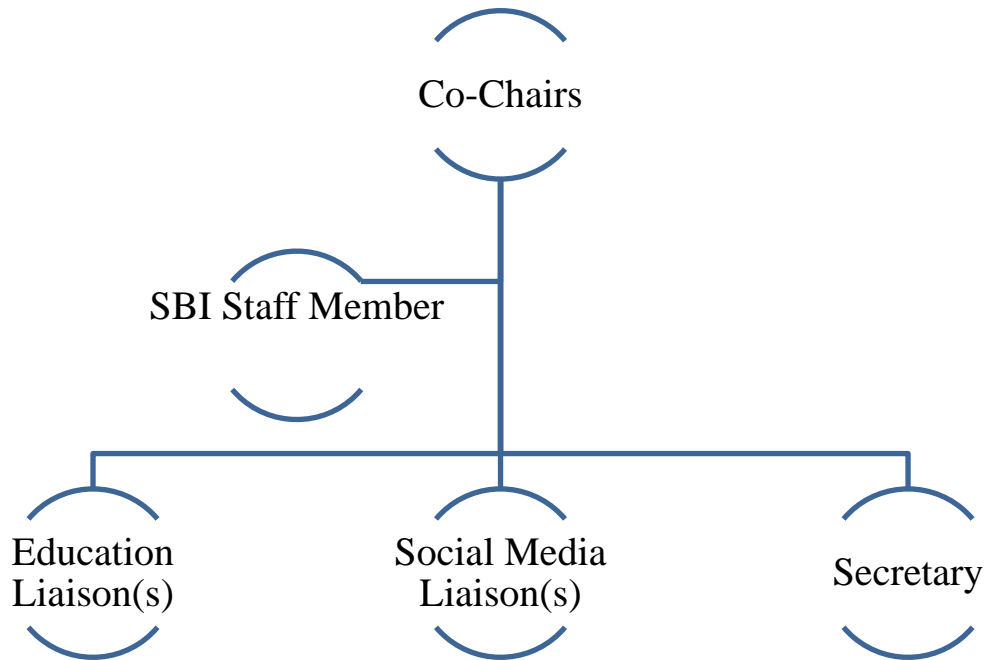 Co-Chairs
SBI Staff Member
Education
Liaison(s)
Social Media
Liaison(s)
Secretary